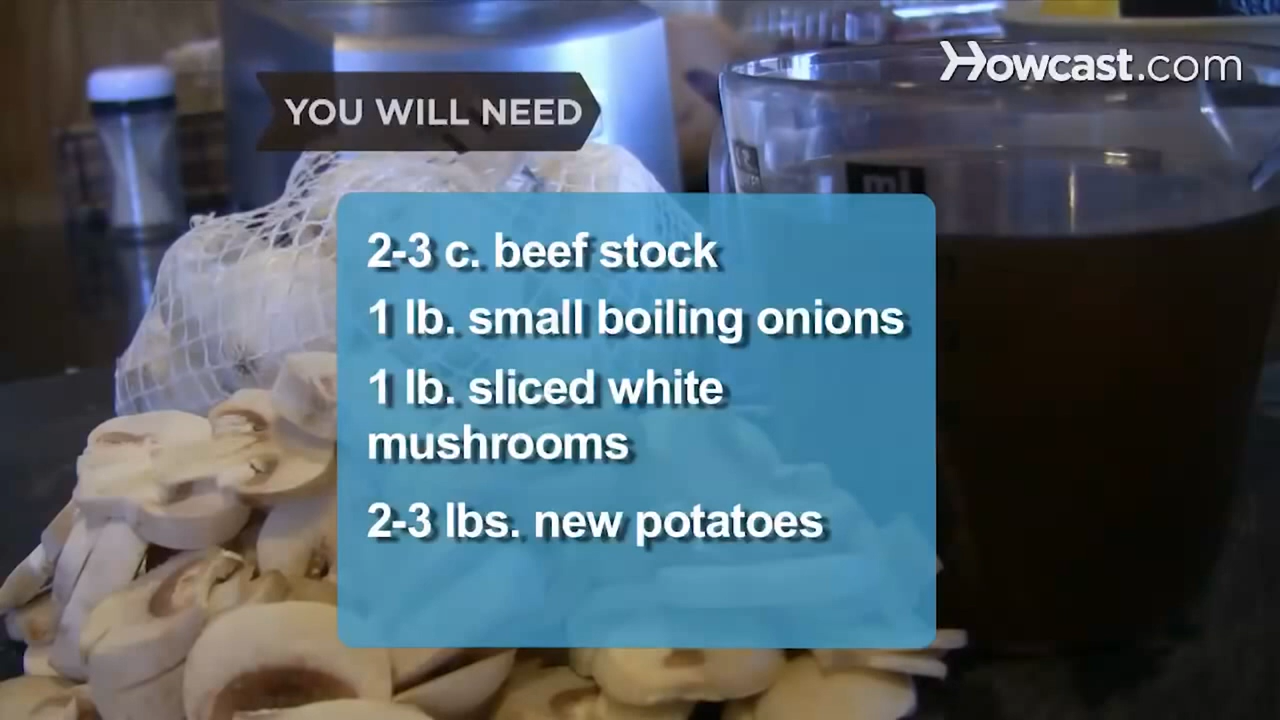 Howcast.com
YOU WILL NEED
ml
2-3 c. beef stock
1 lb. small boiling onions
1 lb. sliced white
mushrooms
2-3 lbs. new potatoes